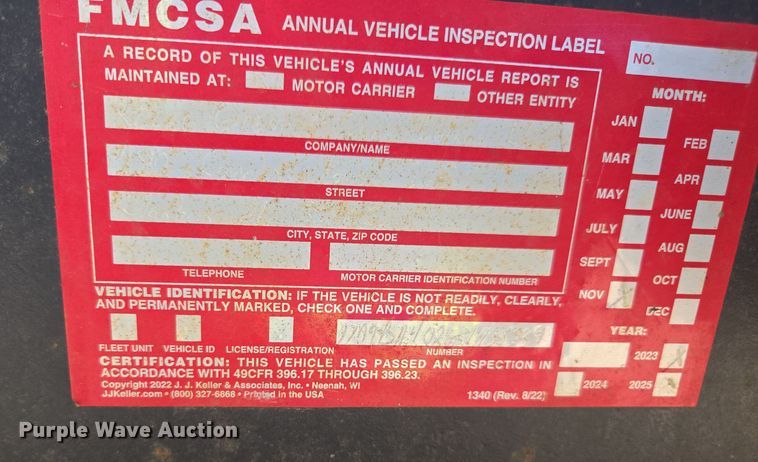 FMCSA ANNUAL VEHICLE INSPECTION LABEL
NO.
A RECORD OF THIS VEHICLE'S ANNUAL VEHICLE REPORT IS
MAINTAINED AT: MOTOR CARRIER OTHER ENTITY
COMPANY/NAME
STREET
CITY, STATE, ZIP CODE
TELEPHONE MOTOR CARRIER IDENTIFICATION NUMBER
MONTH:
JAN FEB
MAR APR
MAY JUNE
JULY AUG
SEPT OCT
NOV DEC
VEHICLE IDENTIFICATION: IF THE VEHICLE IS NOT READILY, CLEARLY,
AND PERMANENTLY MARKED, CHECK ONE AND COMPLETE.
FLEET UNIT VEHICLE ID LICENSE/REGISTRATION NUMBER
YEAR:
2023
2024 2025
CERTIFICATION: THIS VEHICLE HAS PASSED AN INSPECTION IN
ACCORDANCE WITH 49CFR 396.17 THROUGH 396.23.
Copyright 2022 J. J. Keller & Associates, Inc. • Neenah, WI
JJKeller.com • (800) 327-6868 • Printed in the USA
1340 (Rev. 8/22)
Purple Wave Auction